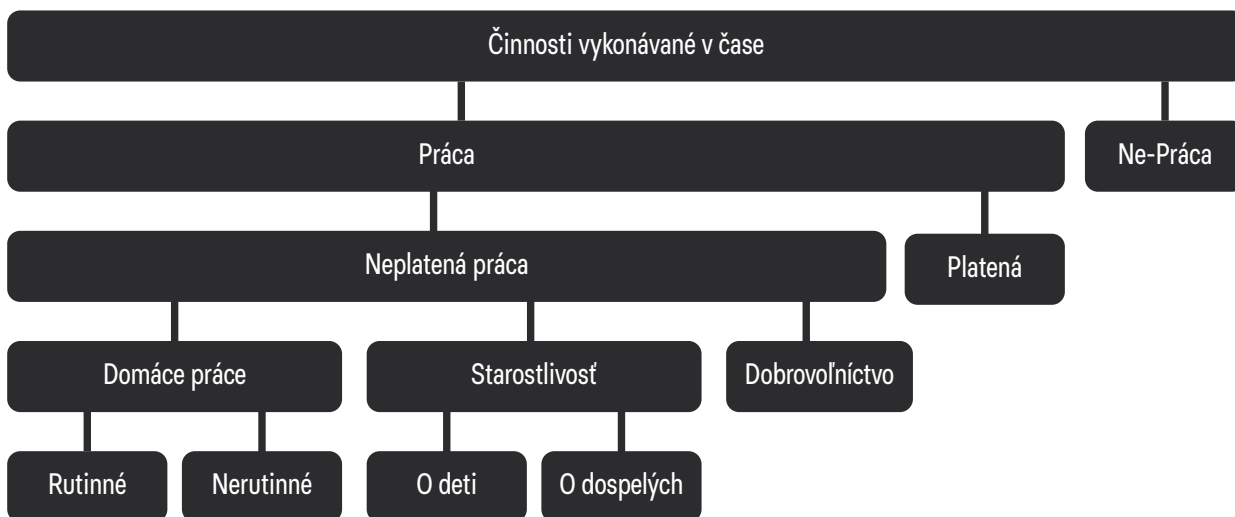 Činnosti vykonávané v čase
Práca
Ne-Práca
Neplatená práca
Platená
Domáce práce
Starostlivosť
Dobrovoľníctvo
Rutinné
Nerutinné
O deti
O dospelých